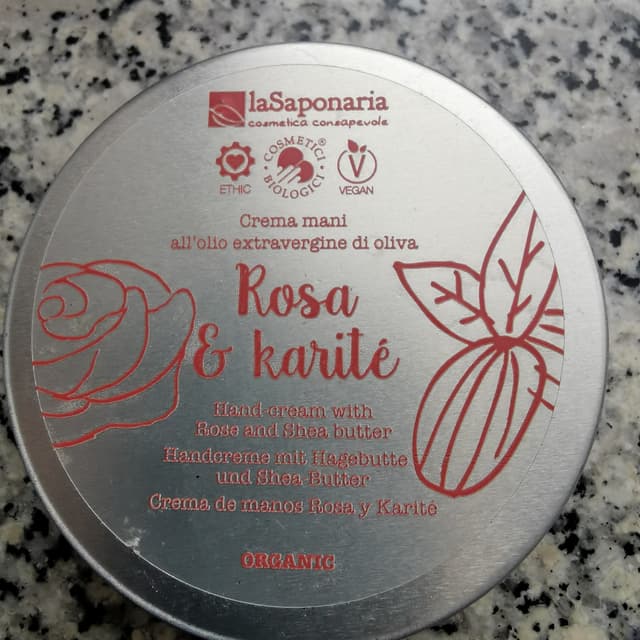 laSaponaria
cosmetica consapevole
COSMETICI
BIOLOGICI
ETHIC
VEGAN
Crema mani
all'olio extravergine di oliva
Rosa
& karité
Hand cream with
Rose and Shea butter
Handcreme mit Hagebutte
und Shea Butter
Crema de manos Rosa y Karité
ORGANIC